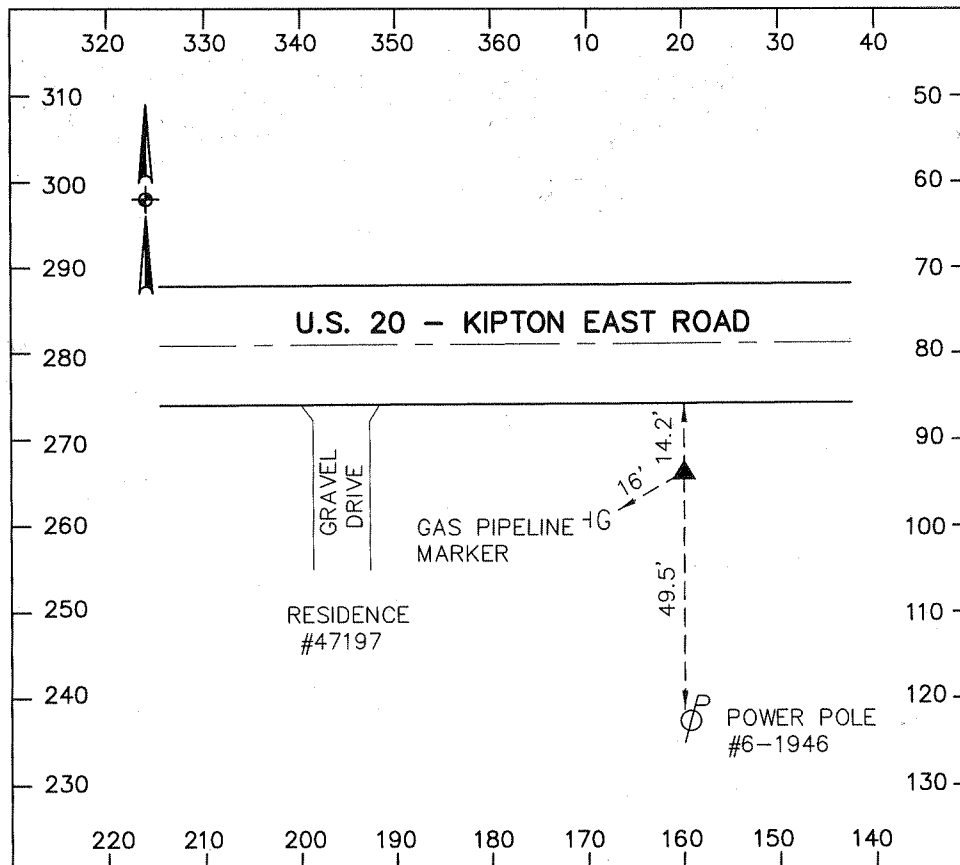 320 330 340 350 360 10 20 30 40
310 50
300 60
290 70
U.S. 20 – KIPTON EAST ROAD
280 80
270 90
14.2'
GRAVEL
DRIVE
16'
260 100
GAS PIPELINE G
MARKER
49.5'
250 110
RESIDENCE
#47197
240 120
P
POWER POLE
#6–1946
230 130
220 210 200 190 180 170 160 150 140